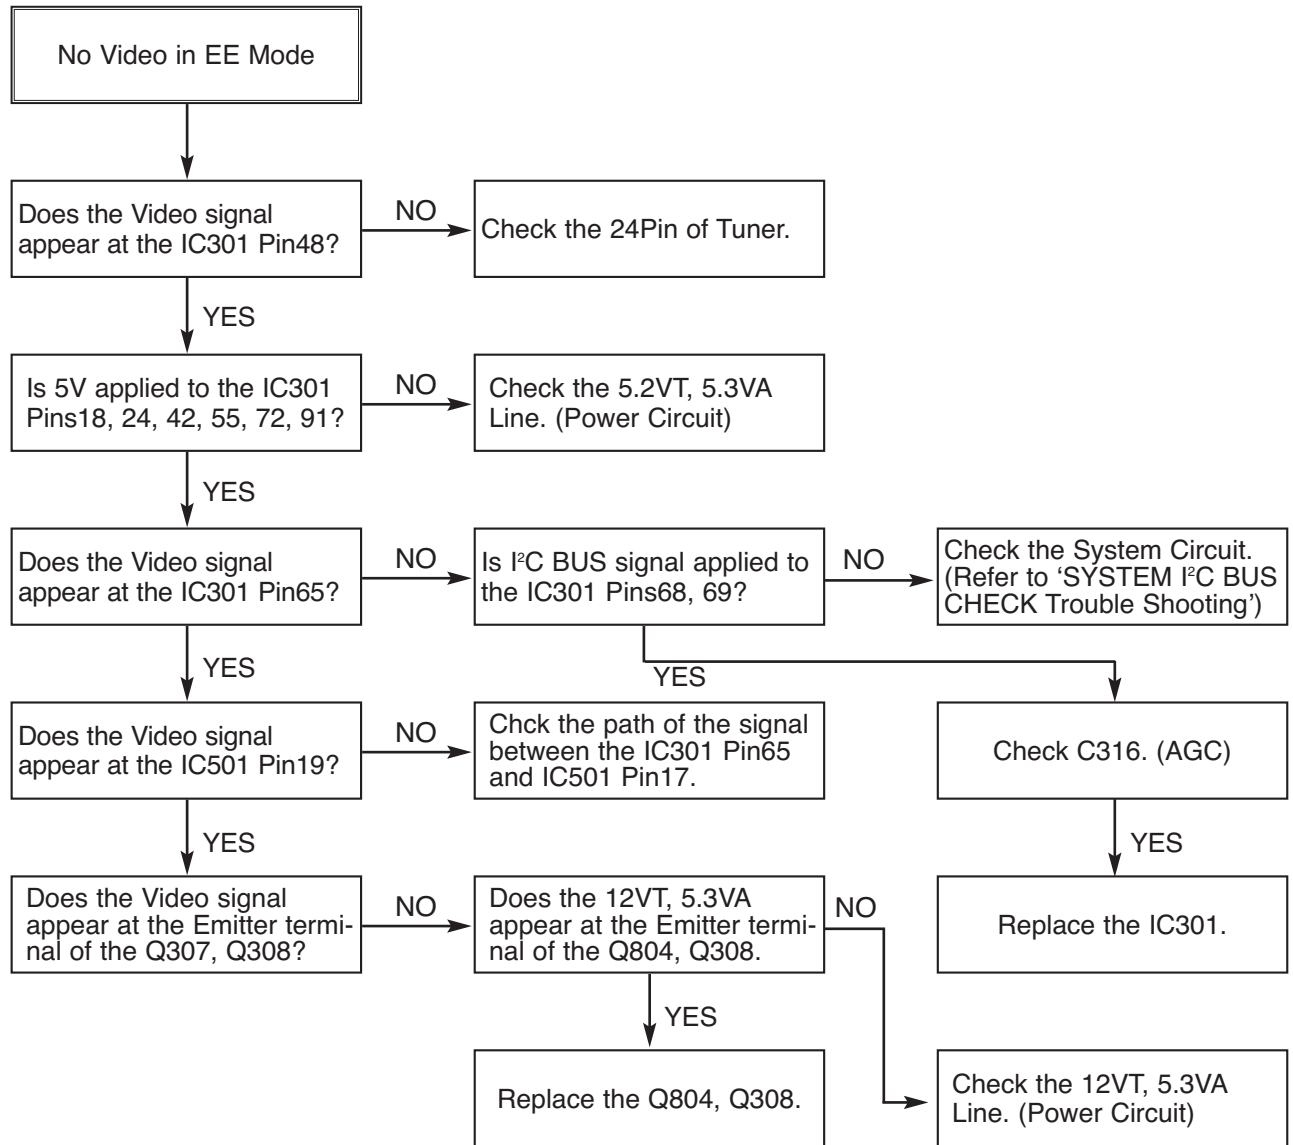 No Video in EE Mode
Does the Video signal
appear at the IC301 Pin48?
NO
Check the 24Pin of Tuner.
YES
Is 5V applied to the IC301
Pins18, 24, 42, 55, 72, 91?
NO
Check the 5.2VT, 5.3VA
Line. (Power Circuit)
YES
Does the Video signal
appear at the IC301 Pin65?
NO
Is I²C BUS signal applied to
the IC301 Pins68, 69?
NO
Check the System Circuit.
(Refer to ‘SYSTEM I²C BUS
CHECK Trouble Shooting’)
YES
YES
Does the Video signal
appear at the IC501 Pin19?
NO
Chck the path of the signal
between the IC301 Pin65
and IC501 Pin17.
Check C316. (AGC)
YES
YES
Does the Video signal
appear at the Emitter termi-
nal of the Q307, Q308?
NO
Does the 12VT, 5.3VA
appear at the Emitter termi-
nal of the Q804, Q308.
NO
Replace the IC301.
YES
Replace the Q804, Q308.
Check the 12VT, 5.3VA
Line. (Power Circuit)